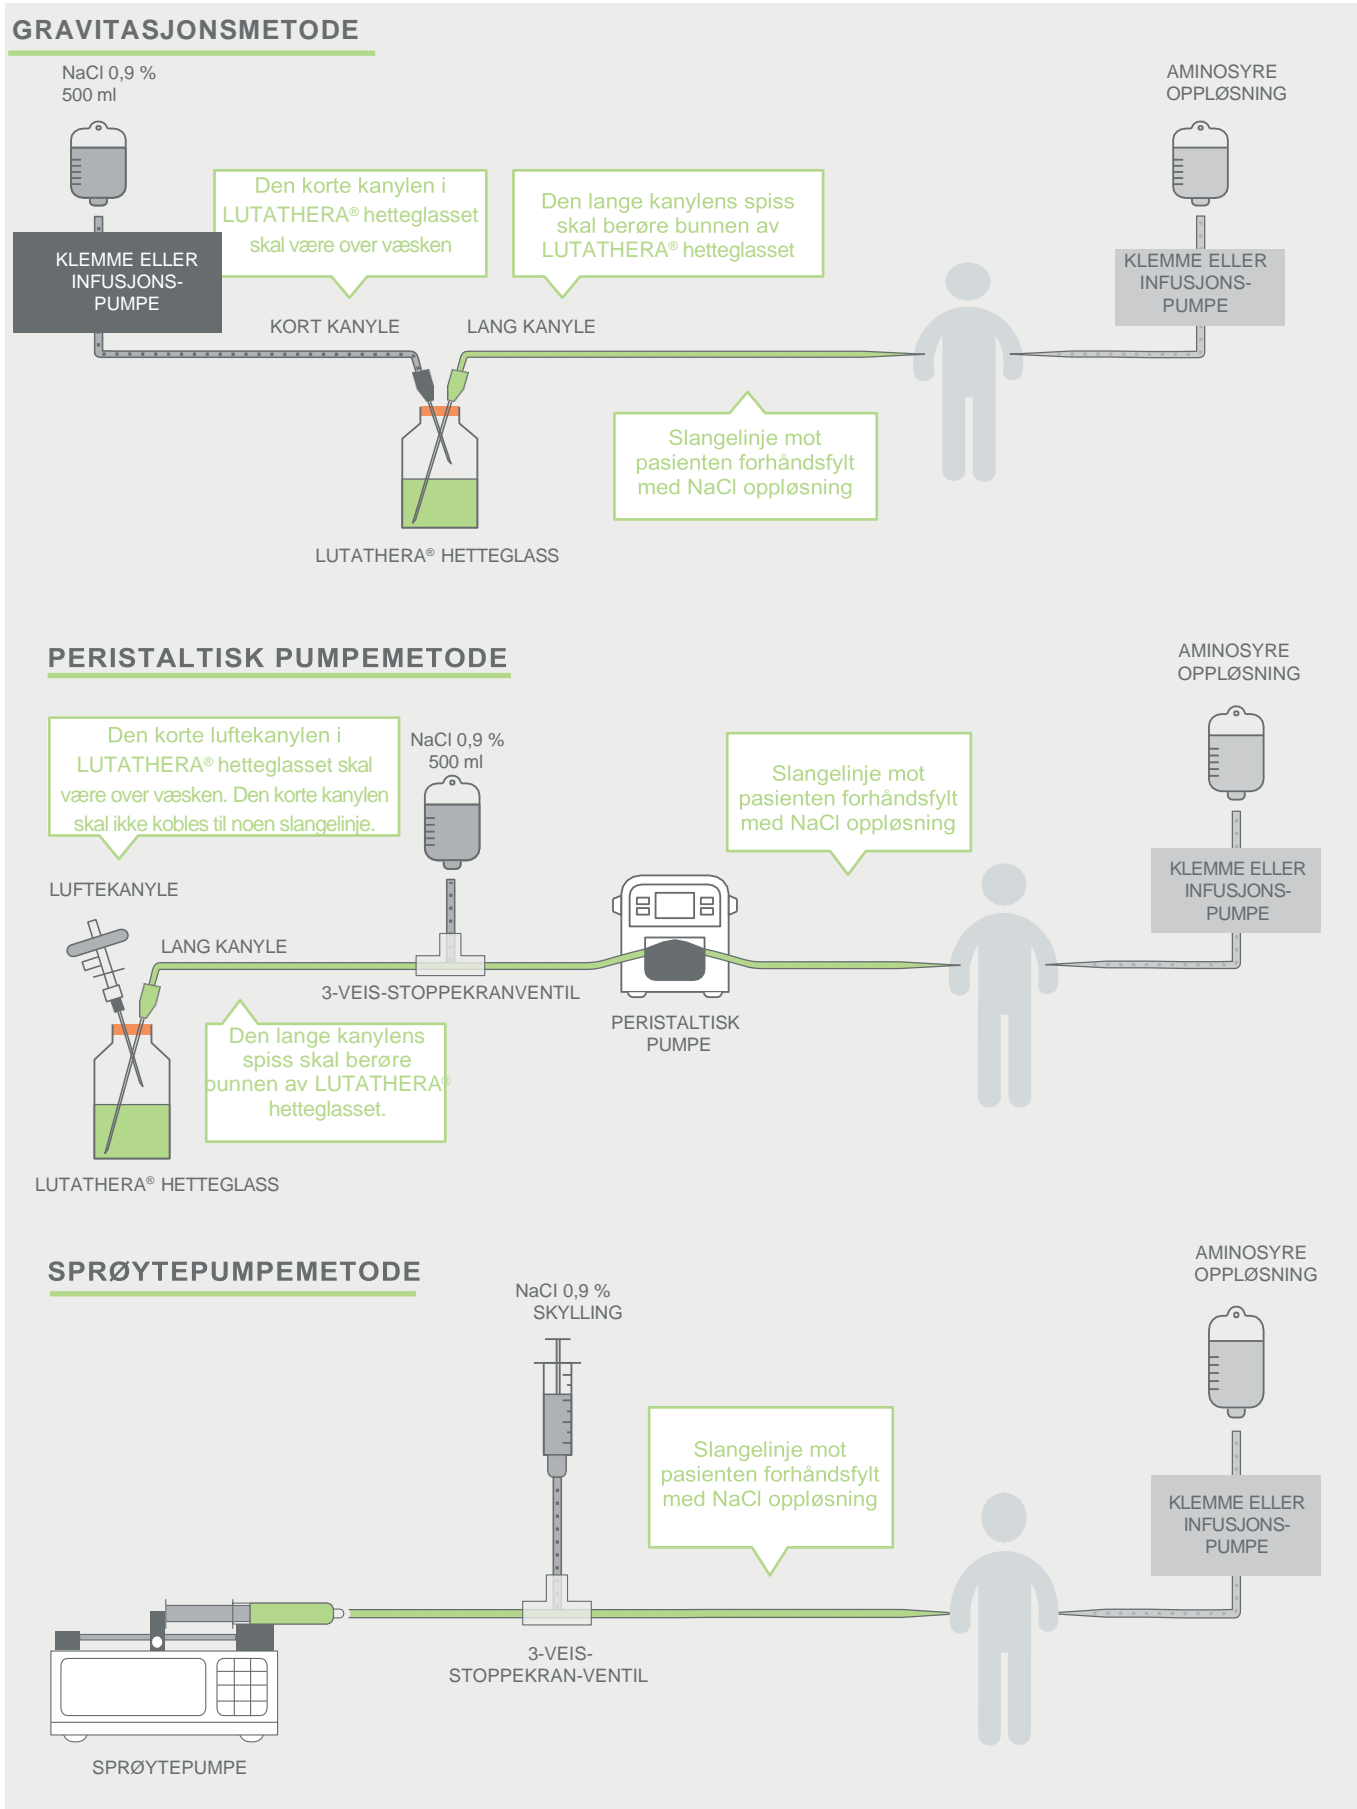 GRAVITASJONSMETODE
NaCl 0,9 %
500 ml
AMINOSYRE
OPPLØSNING
Den korte kanylen i
LUTATHERA® hetteglasset
skal være over væsken
Den lange kanylens spiss
skal berøre bunnen av
LUTATHERA® hetteglasset
KLEMME ELLER
INFUSJONS-
PUMPE
KLEMME ELLER
INFUSJONS-
PUMPE
KORT KANYLE
LANG KANYLE
Slangelinje mot
pasienten forhåndsfylt
med NaCl oppløsning
LUTATHERA® HETTEGLASS
PERISTALTISK PUMPEMETODE
AMINOSYRE
OPPLØSNING
Den korte luftekanylen i
LUTATHERA® hetteglasset skal
være over væsken. Den korte kanylen
skal ikke kobles til noen slangelinje.
NaCl 0,9 %
500 ml
Slangelinje mot
pasienten forhåndsfylt
med NaCl oppløsning
KLEMME ELLER
INFUSJONS-
PUMPE
LUFTEKANYLE
LANG KANYLE
3-VEIS-STOPPEKRANVENTIL
PERISTALTISK
PUMPE
Den lange kanylens
spiss skal berøre
bunnen av LUTATHERA®
hetteglasset.
LUTATHERA® HETTEGLASS
SPRØYTEPUMPEMETODE
AMINOSYRE
OPPLØSNING
NaCl 0,9 %
SKYLLING
Slangelinje mot
pasienten forhåndsfylt
med NaCl oppløsning
KLEMME ELLER
INFUSJONS-
PUMPE
3-VEIS-
STOPPEKRAN-VENTIL
SPRØYTEPUMPE